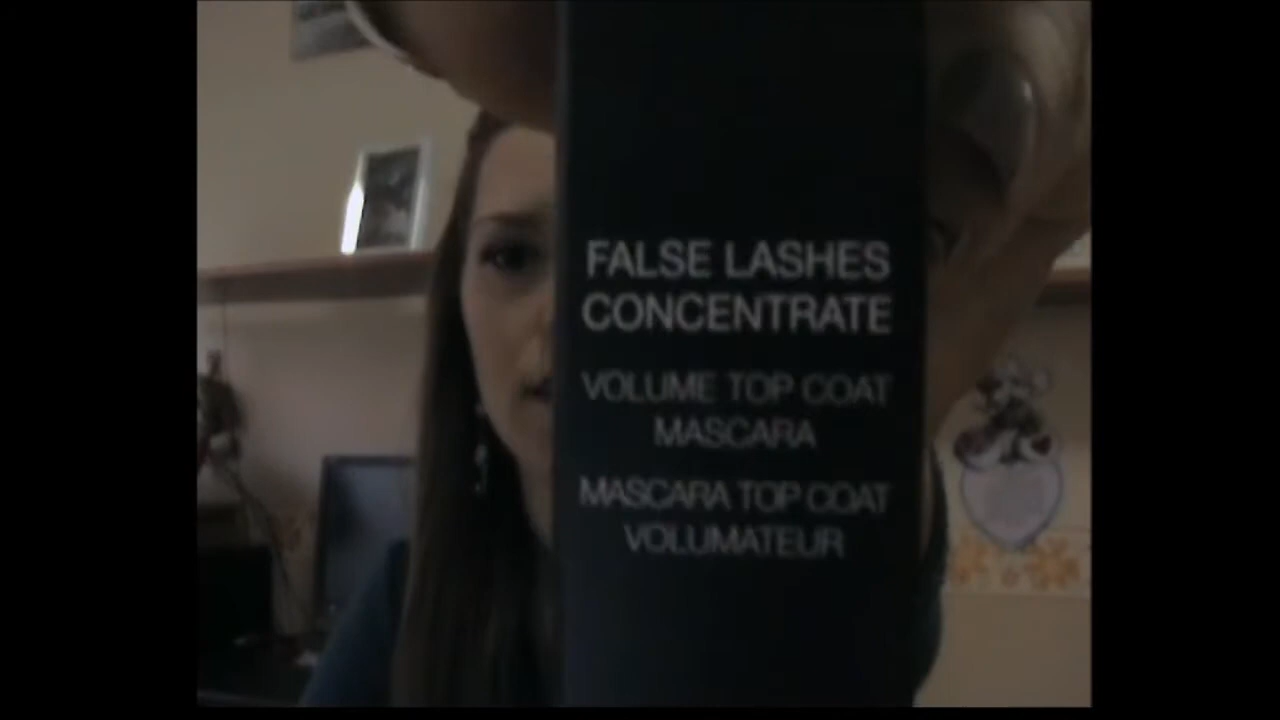 FALSE LASHES
CONCENTRATE
VOLUME TOP COAT
MASCARA
MASCARA TOP COAT
VOLUMATEUR